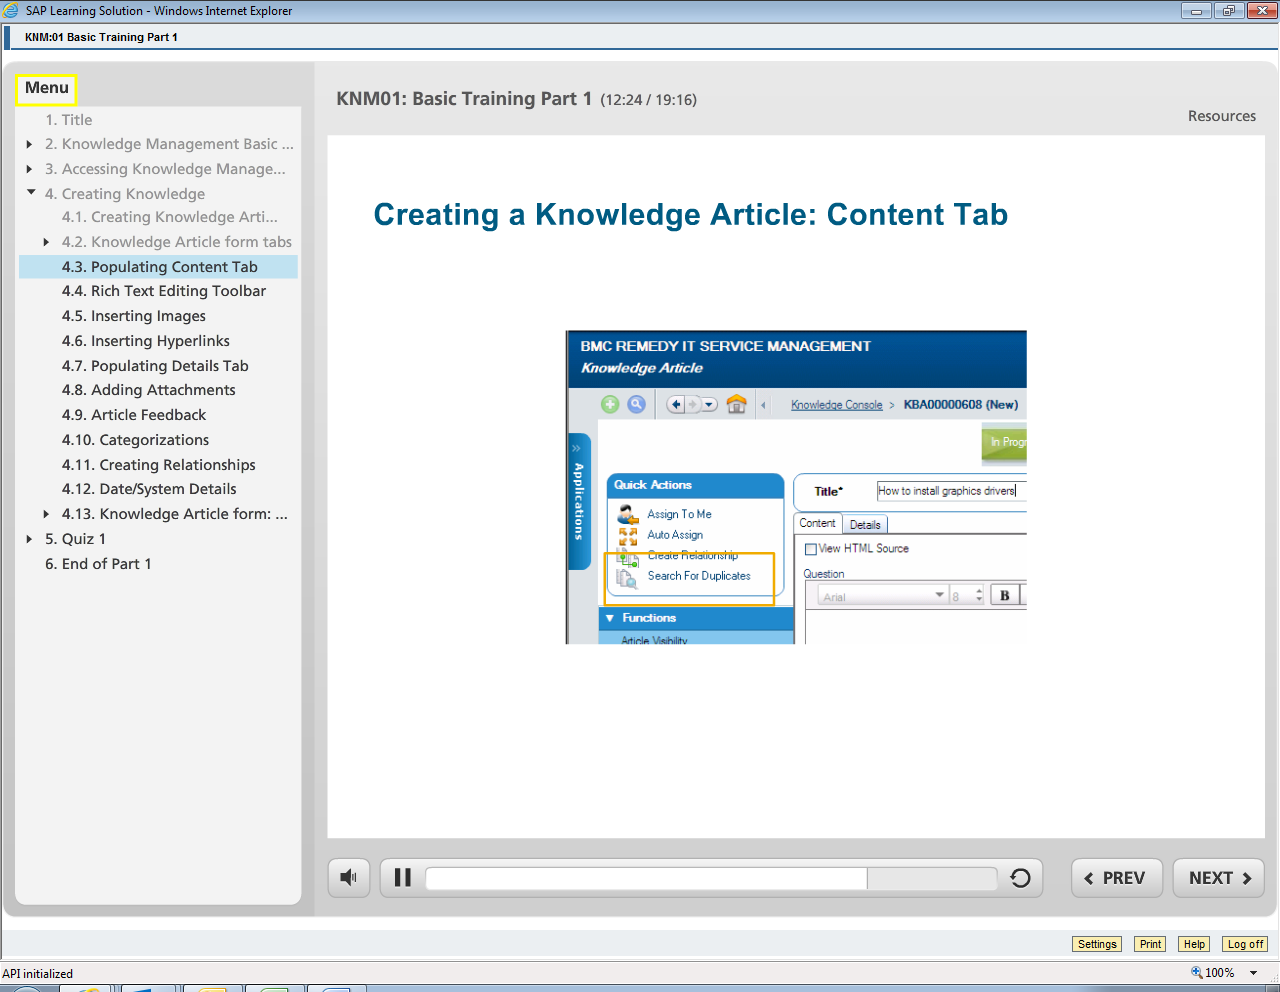 SAP Learning Solution - Windows Internet Explorer
KNM:01 Basic Training Part 1
Menu
1. Title
2. Knowledge Management Basic ...
3. Accessing Knowledge Manage...
4. Creating Knowledge
4.1. Creating Knowledge Arti...
4.2. Knowledge Article form tabs
4.3. Populating Content Tab
4.4. Rich Text Editing Toolbar
4.5. Inserting Images
4.6. Inserting Hyperlinks
4.7. Populating Details Tab
4.8. Adding Attachments
4.9. Article Feedback
4.10. Categorizations
4.11. Creating Relationships
4.12. Date/System Details
4.13. Knowledge Article form: ...
5. Quiz 1
6. End of Part 1
KNM01: Basic Training Part 1 (12:24 / 19:16)
Resources
Creating a Knowledge Article: Content Tab
BMC REMEDY IT SERVICE MANAGEMENT
Knowledge Article
Knowledge Console > KBA00000608 (New)
In Progr
Applications
Quick Actions
Assign To Me
Auto Assign
Create Relationship
Search For Duplicates
Functions
Article Visibility
Title* How to install graphics drivers
Content Details
View HTML Source
Question
Arial 8 B
PREV NEXT
Settings Print Help Log off
API initialized
100%